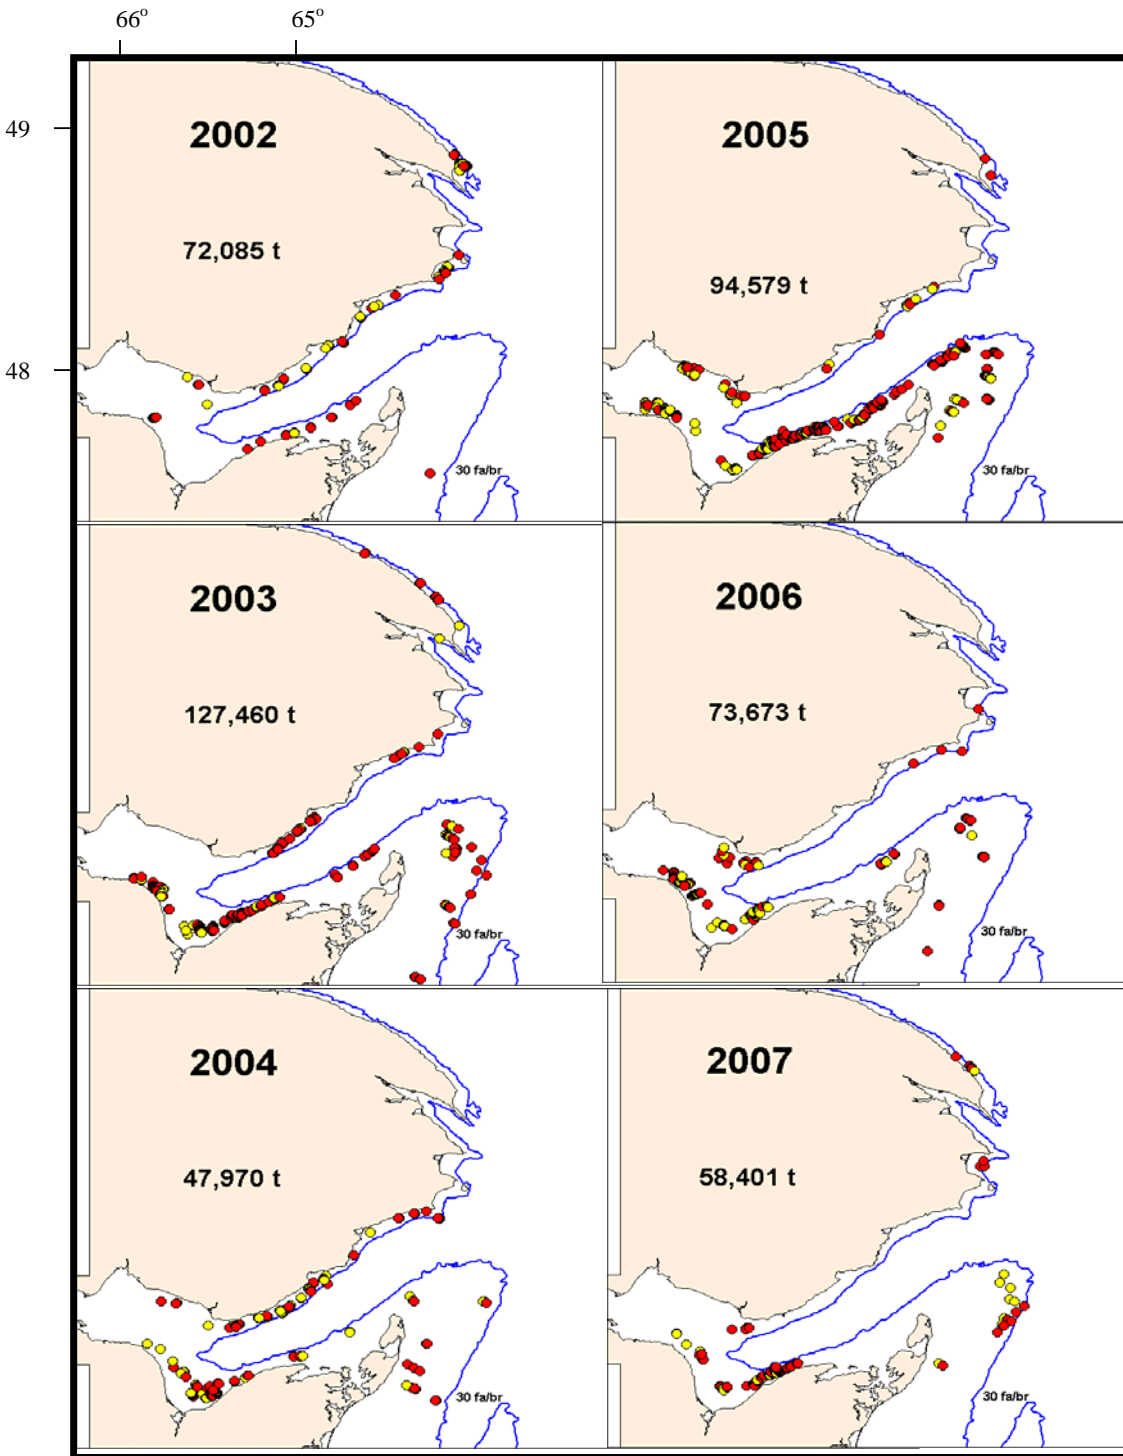 66° 65°
49
48
2002
72,085 t
30 fa/br
2005
94,579 t
30 fa/br
2003
127,460 t
30 fa/br
2006
73,673 t
30 fa/br
2004
47,970 t
30 fa/br
2007
58,401 t
30 fa/br